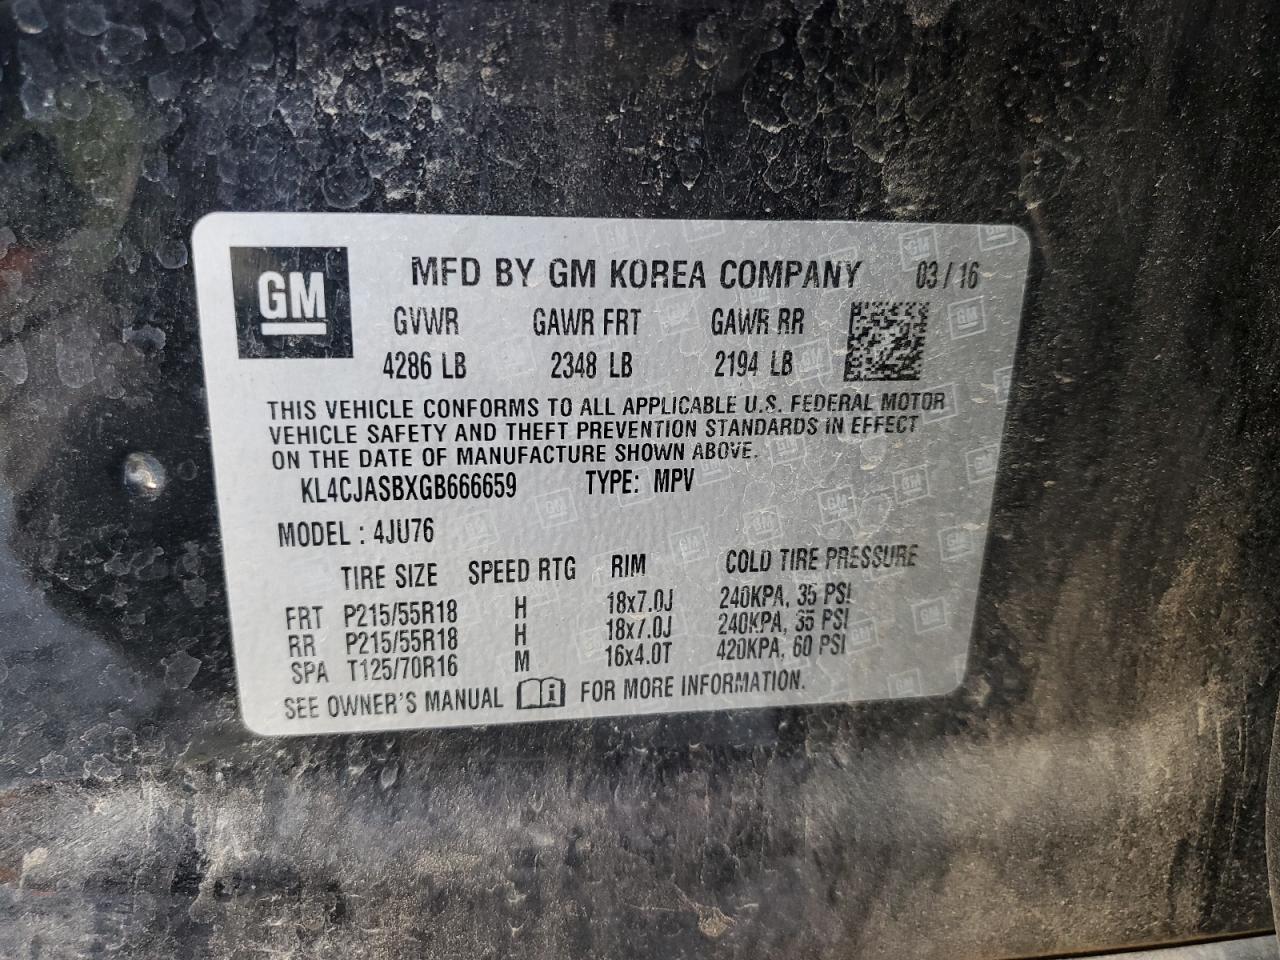 GM MFD BY GM KOREA COMPANY 03/16
GVWR GAWR FRT GAWR RR
4286 LB 2348 LB 2194 LB
THIS VEHICLE CONFORMS TO ALL APPLICABLE U.S. FEDERAL MOTOR
VEHICLE SAFETY AND THEFT PREVENTION STANDARDS IN EFFECT
ON THE DATE OF MANUFACTURE SHOWN ABOVE.
KL4CJASBXGB666659 TYPE: MPV
MODEL : 4JU76
TIRE SIZE SPEED RTG RIM COLD TIRE PRESSURE
FRT P215/55R18 H 18x7.0J 240KPA, 35 PSI
RR P215/55R18 H 18x7.0J 240KPA, 35 PSI
SPA T125/70R16 M 16x4.0T 420KPA, 60 PSI
SEE OWNER'S MANUAL i FOR MORE INFORMATION.